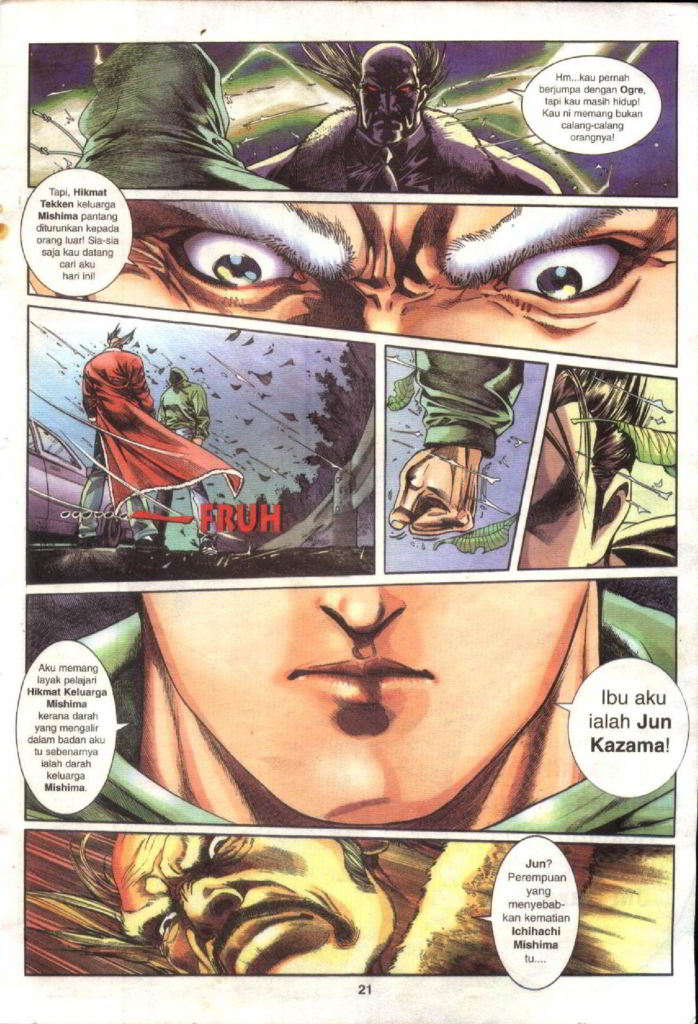 Hm...kau pernah
berjumpa dengan Ogre,
tapi kau masih hidup!
Kau ni memang bukan
calang-calang
orangnya!
Tapi, Hikmat
Tekken keluarga
Mishima pantang
diturunkan kepada
orang luar! Sia-sia
saja kau datang
cari aku
hari ini!
FRUH
Aku memang
layak pelajari
Hikmat Keluarga
Mishima
kerana darah
yang mengalir
dalam badan aku
tu sebenarnya
ialah darah
keluarga
Mishima.
Ibu aku
ialah Jun
Kazama!
Jun?
Perempuan
yang
menyebab-
kan kematian
Ichihachi
Mishima
tu....
21